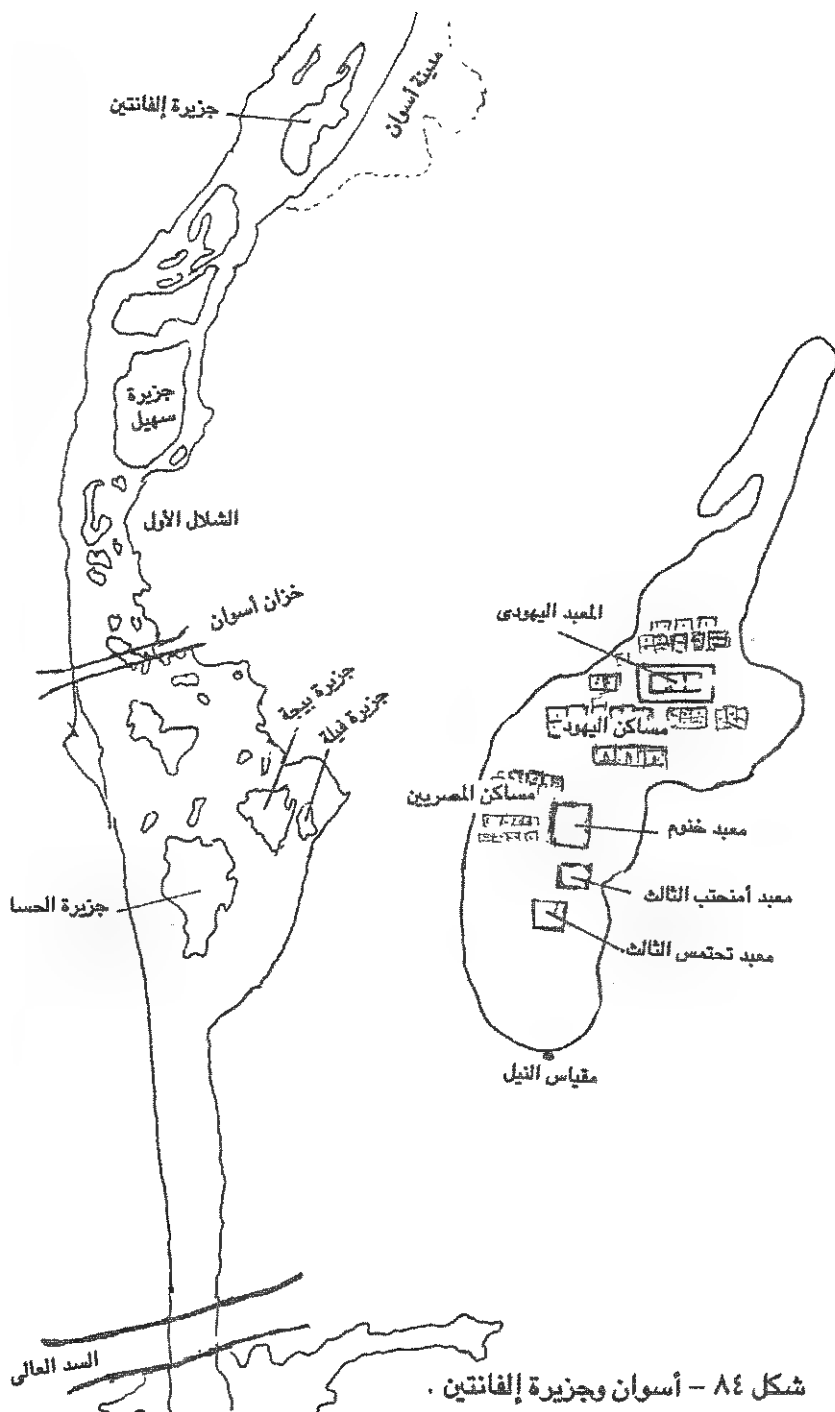 مدينة أسوان
جزيرة إلفانتين
جزيرة
سهيل
الشلال الأول
خزان أسوان
جزيرة بيجة
جزيرة فيلة
جزيرة الحسا
السد العالى
المعبد اليهودى
مساكن اليهود
مساكن المصريين
معبد خنوم
معبد أمنحتب الثالث
معبد تحتمس الثالث
مقياس النيل
شكل ٨٤ – أسوان وجزيرة إلفانتين .